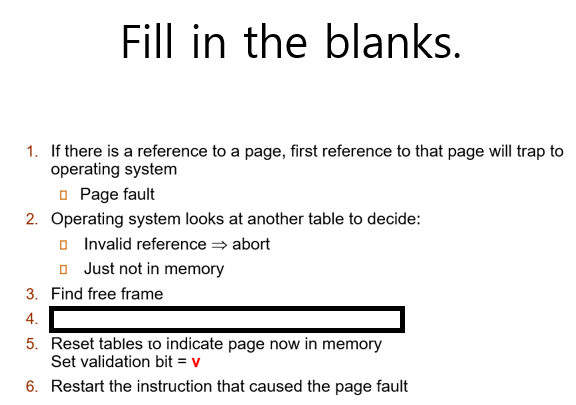 Fill in the blanks.
1. If there is a reference to a page, first reference to that page will trap to
operating system
Page fault
2. Operating system looks at another table to decide:
Invalid reference ⇒ abort
Just not in memory
3. Find free frame
4.
5. Reset tables to indicate page now in memory
Set validation bit = v
6. Restart the instruction that caused the page fault